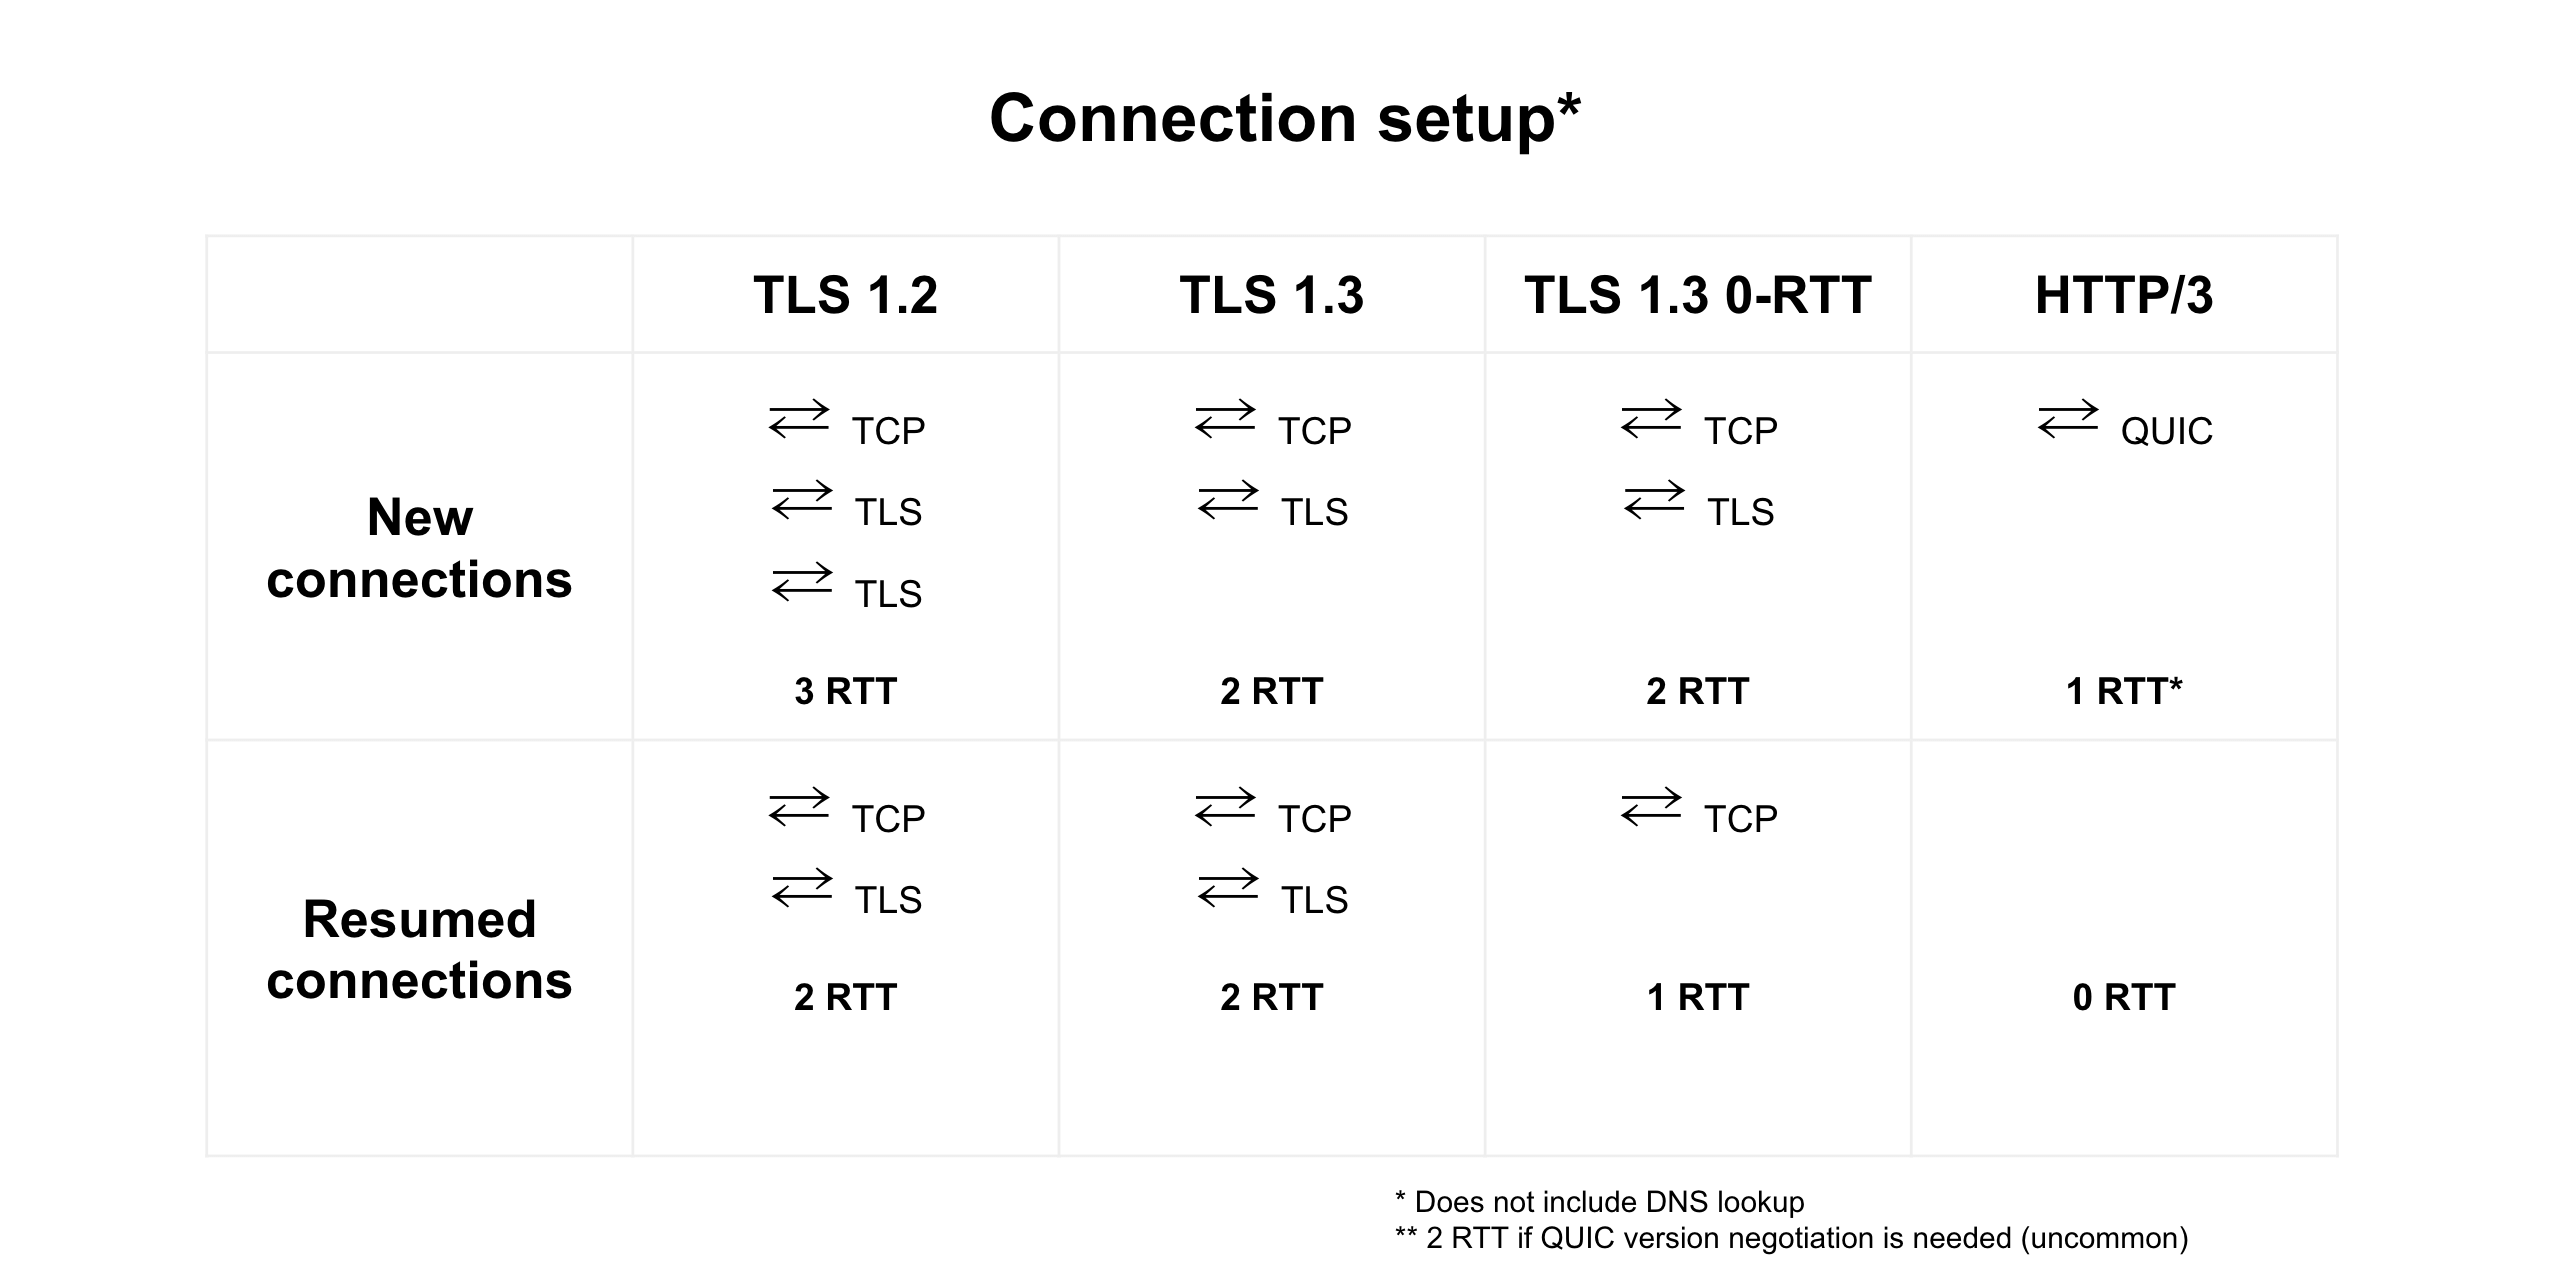 Connection setup*
TLS 1.2
TLS 1.3
TLS 1.3 0-RTT
HTTP/3
New
connections
⇄ TCP
⇄ TLS
⇄ TLS
3 RTT
⇄ TCP
⇄ TLS
2 RTT
⇄ TCP
⇄ TLS
2 RTT
⇄ QUIC
1 RTT*
Resumed
connections
⇄ TCP
⇄ TLS
2 RTT
⇄ TCP
⇄ TLS
2 RTT
⇄ TCP
1 RTT
0 RTT
* Does not include DNS lookup
** 2 RTT if QUIC version negotiation is needed (uncommon)